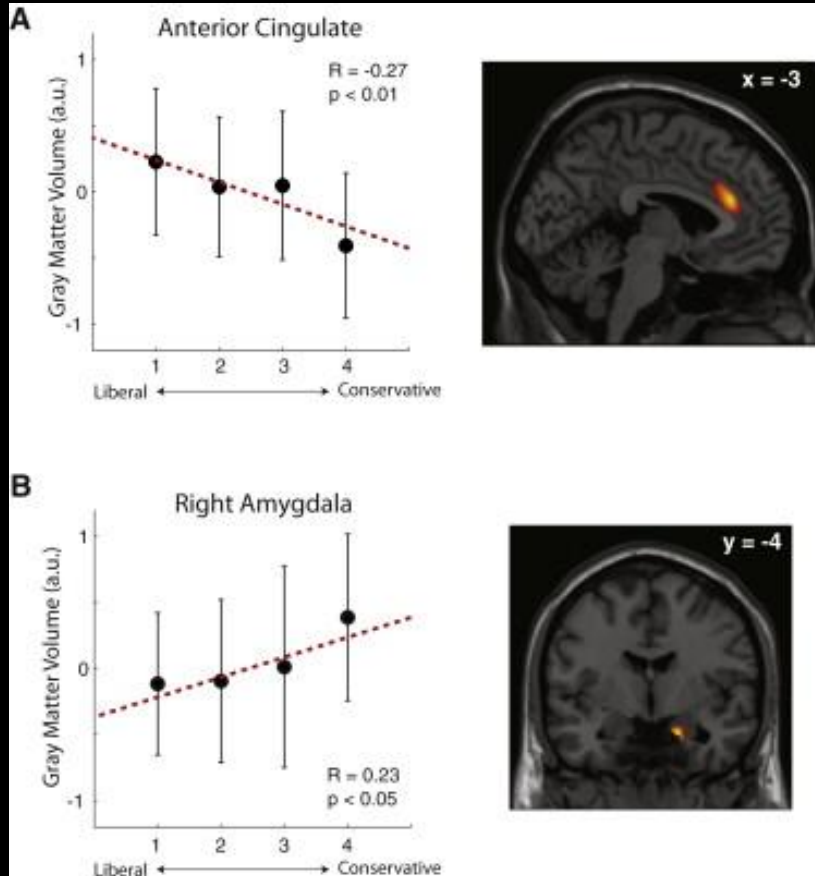 A
Anterior Cingulate
R = -0.27
p < 0.01
Gray Matter Volume (a.u.)
1
0
-1
1 2 3 4
Liberal Conservative
x = -3
B
Right Amygdala
Gray Matter Volume (a.u.)
1
0
-1
R = 0.23
p < 0.05
1 2 3 4
Liberal Conservative
y = -4